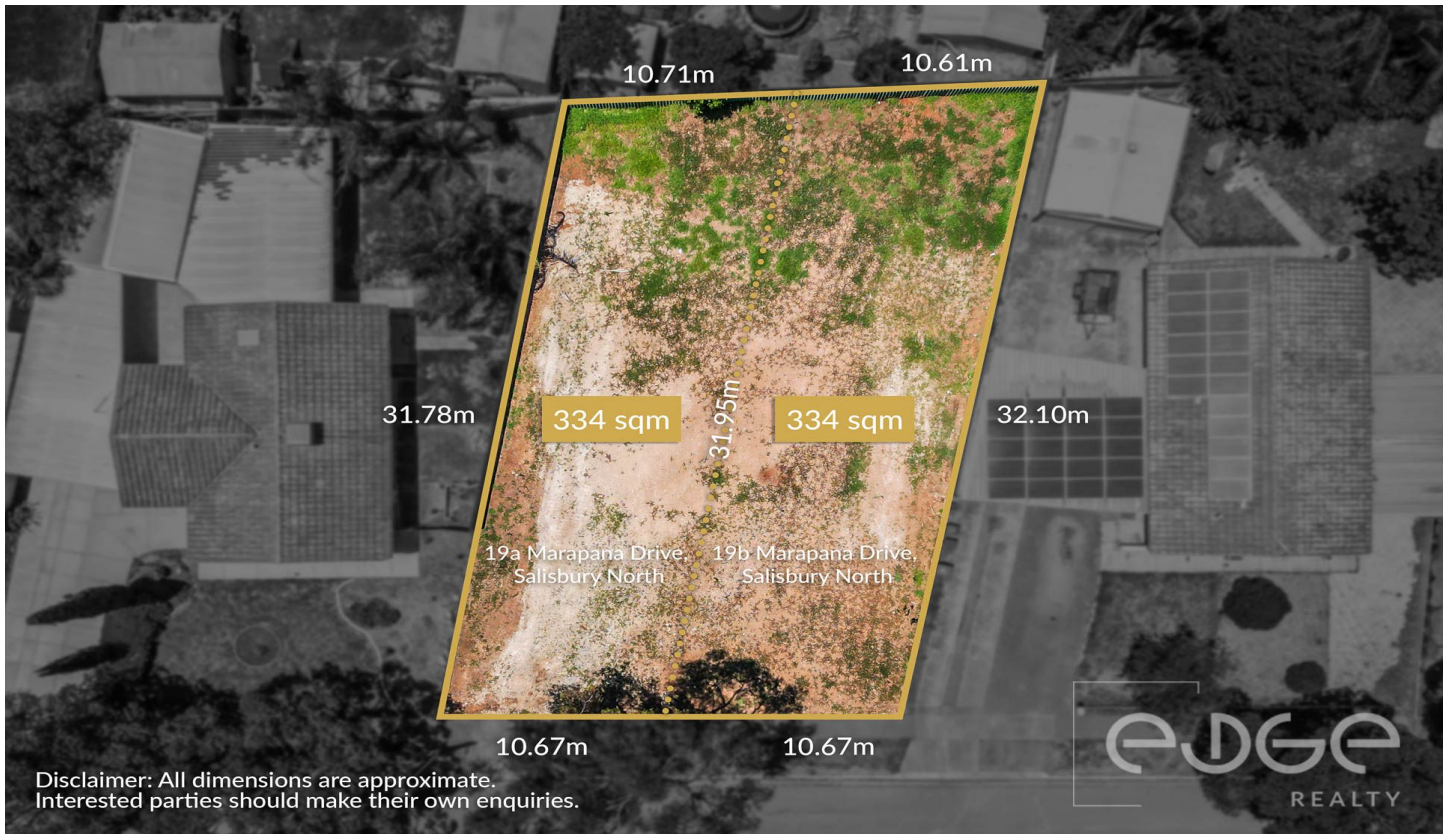 10.71m
10.61m
31.78m
334 sqm
31.95m
334 sqm
32.10m
19a Marapana Drive,
Salisbury North
19b Marapana Drive,
Salisbury North
10.67m
10.67m
Disclaimer: All dimensions are approximate.
Interested parties should make their own enquiries.
eDGe
REALTY